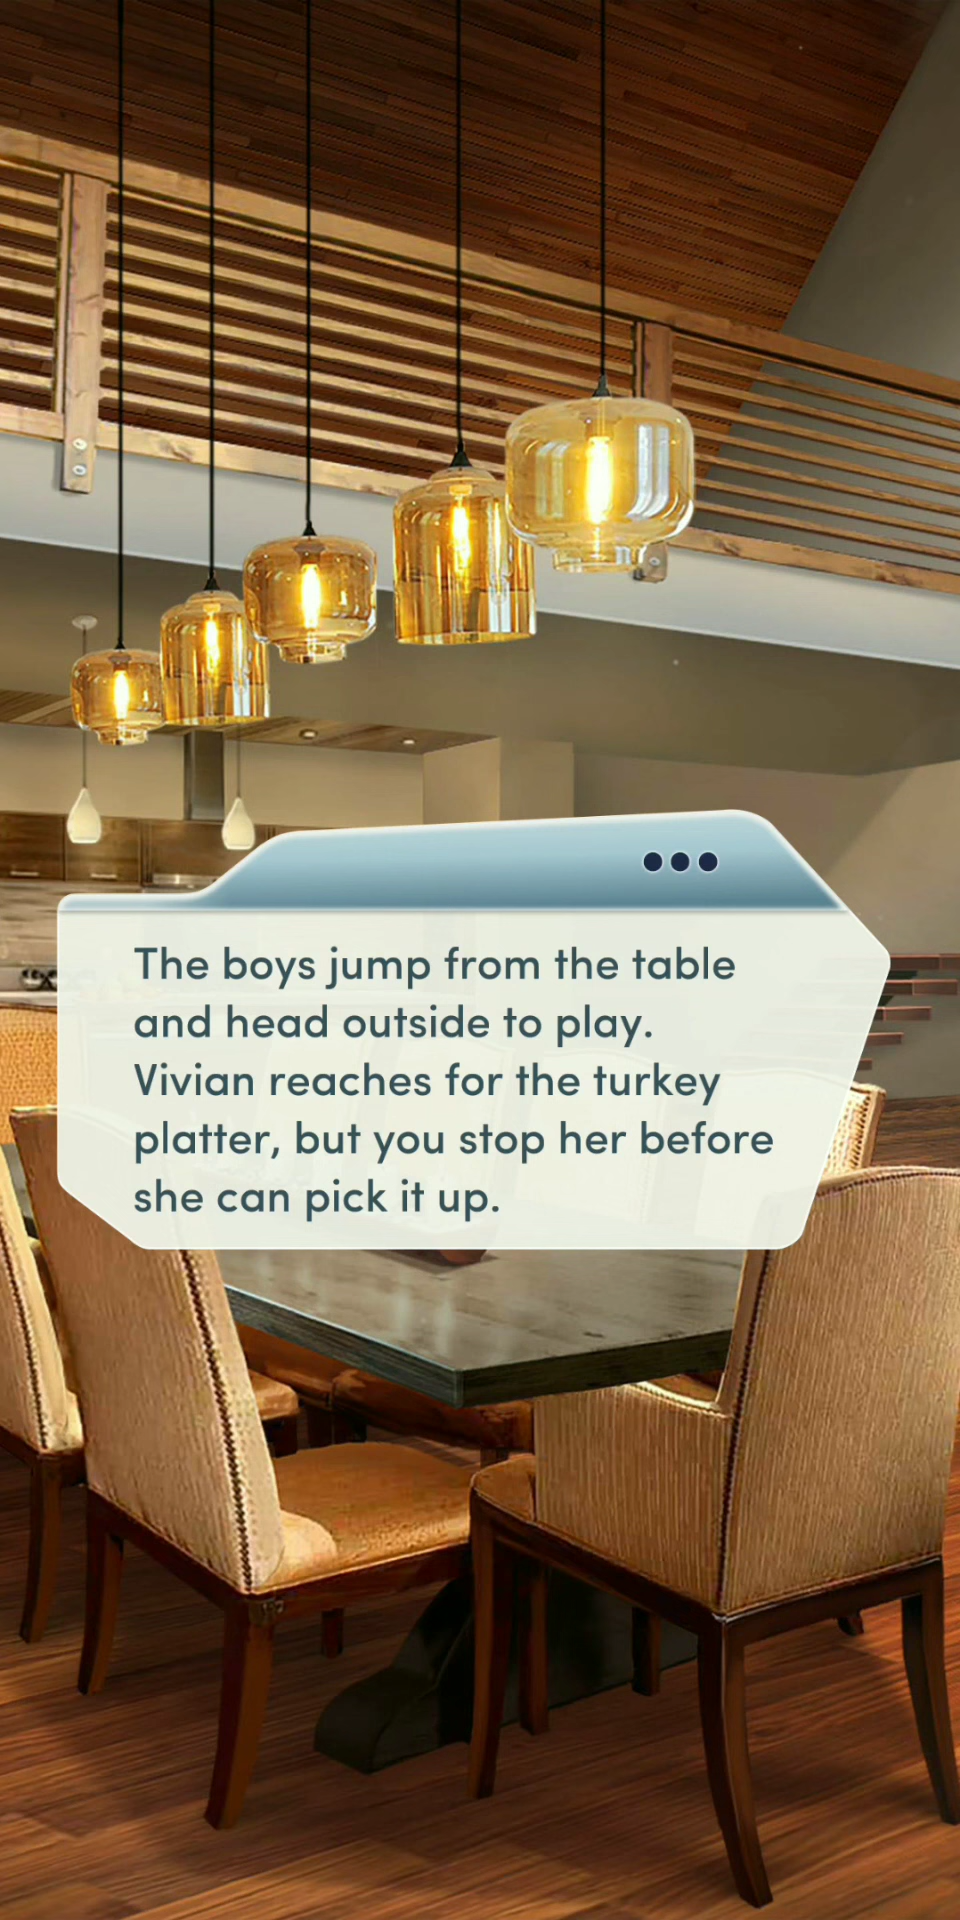 The boys jump from the table
and head outside to play.
Vivian reaches for the turkey
platter, but you stop her before
she can pick it up.